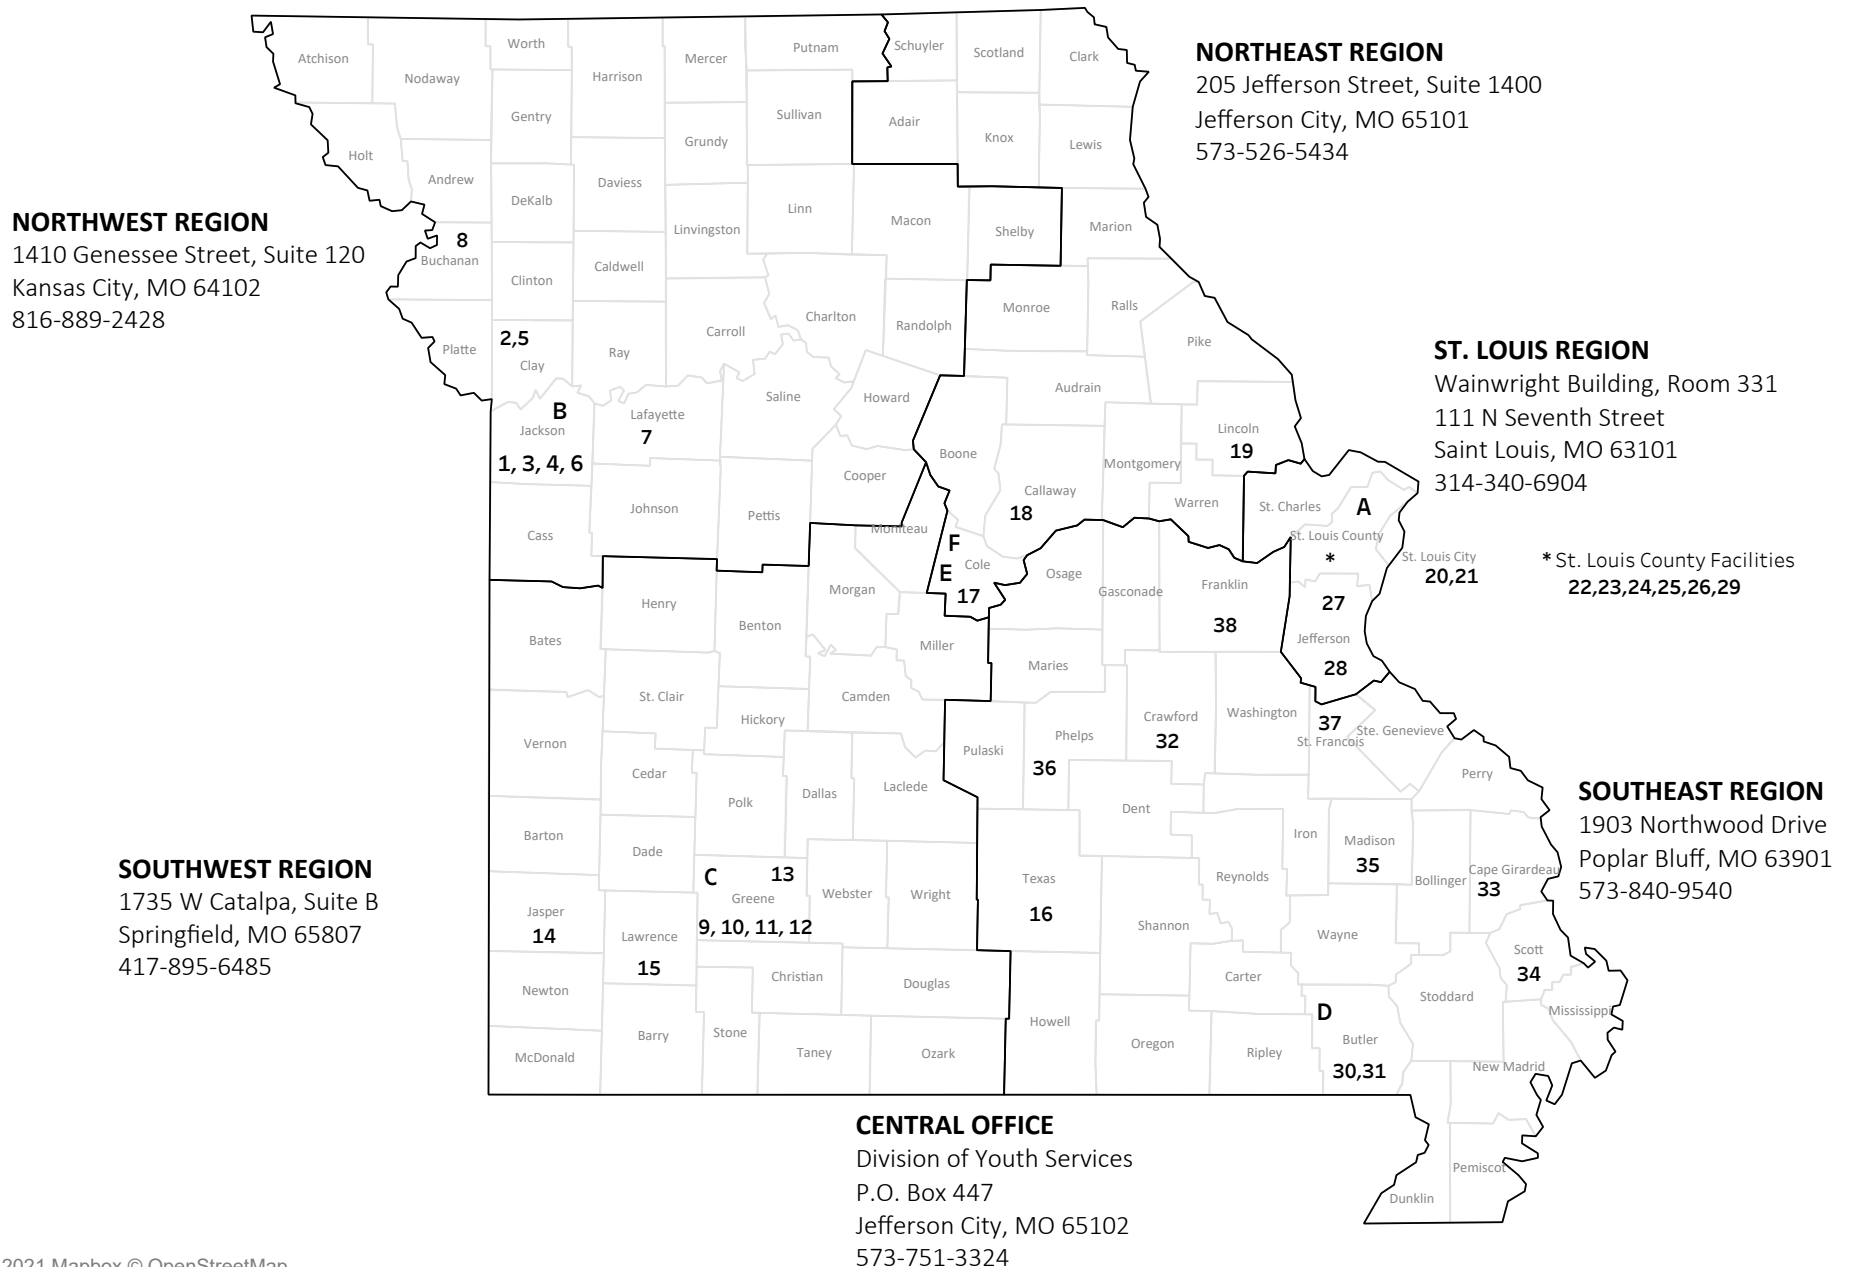 NORTHEAST REGION
205 Jefferson Street, Suite 1400
Jefferson City, MO 65101
573-526-5434
NORTHWEST REGION
1410 Genessee Street, Suite 120
Kansas City, MO 64102
816-889-2428
ST. LOUIS REGION
Wainwright Building, Room 331
111 N Seventh Street
Saint Louis, MO 63101
314-340-6904
* St. Louis County Facilities
22,23,24,25,26,29
SOUTHEAST REGION
1903 Northwood Drive
Poplar Bluff, MO 63901
573-840-9540
SOUTHWEST REGION
1735 W Catalpa, Suite B
Springfield, MO 65807
417-895-6485
CENTRAL OFFICE
Division of Youth Services
P.O. Box 447
Jefferson City, MO 65102
573-751-3324
Atchison
Nodaway
Worth
Harrison
Mercer
Putnam
Schuyler
Scotland
Clark
Gentry
Sullivan
Adair
Grundy
Knox
Lewis
Holt
Andrew
DeKalb
Daviess
Linvington
Linn
Macon
Shelby
Marion
8
Buchanan
Clinton
Caldwell
Carroll
Charlton
Randolph
Monroe
Ralls
Pike
Platte
2,5
Clay
Ray
Saline
Howard
Audrain
B
Jackson
1, 3, 4, 6
Lafayette
7
Cooper
Boone
Callaway
18
Montgomery
Lincoln
19
Warren
St. Charles
A
St. Louis County
*
St. Louis City
20,21
Cass
Johnson
Pettis
Moniteau
F
Cole
E
17
Osage
Gasconade
Franklin
38
27
Jefferson
28
Bates
Henry
Benton
Morgan
Miller
Maries
St. Clair
Hickory
Camden
Pulaski
Phelps
36
Crawford
32
Washington
37
St. Francois
Ste. Genevieve
Perry
Vernon
Cedar
Polk
Dallas
Laclede
Dent
Iron
Madison
35
Bollinger
Cape Girardeau
33
Barton
Dade
C
13
Greene
9, 10, 11, 12
Webster
Wright
Texas
16
Shannon
Reynolds
Wayne
Scott
34
Jasper
14
Lawrence
15
Christian
Douglas
Howell
Carter
Stoddard
Mississippi
Newton
McDonald
Barry
Stone
Taney
Ozark
Oregon
Ripley
D
Butler
30,31
New Madrid
Pemiscot
Dunklin
2021 Mapbox © OpenStreetMap